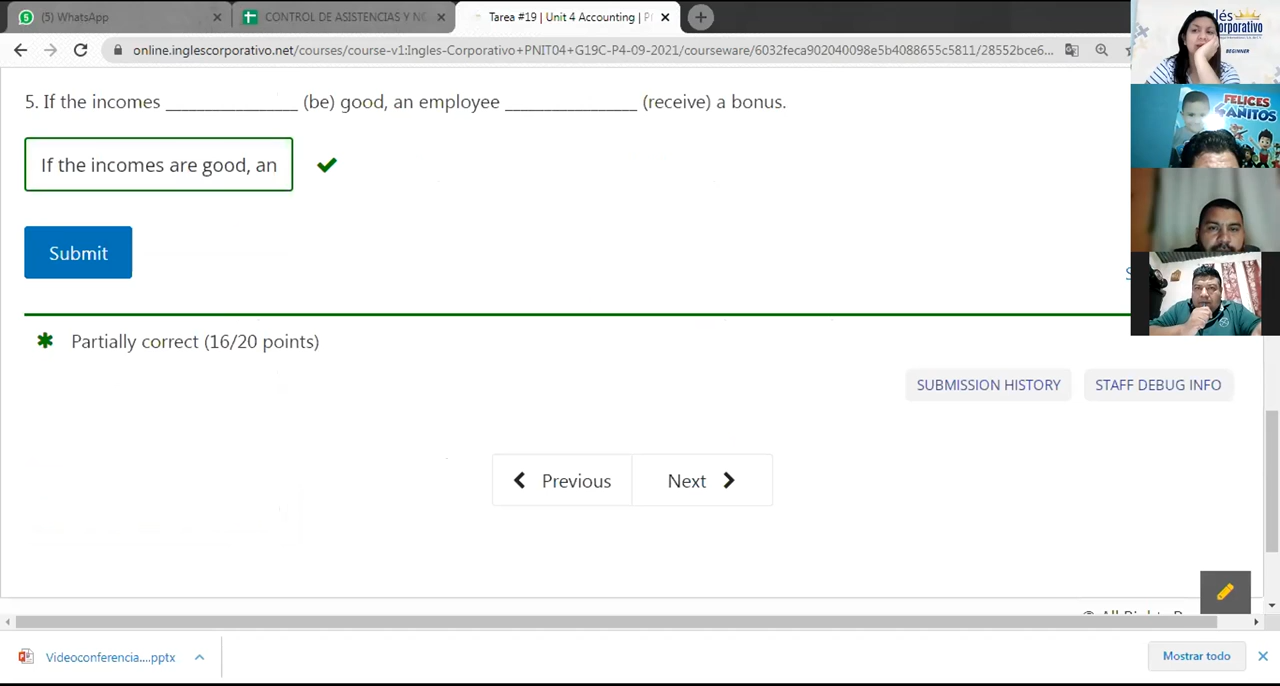 (5) WhatsApp
CONTROL DE ASISTENCIAS Y NO
Tarea #19 | Unit 4 Accounting | P
online.inglescorporativo.net/courses/course-v1:Ingles-Corporativo+PNIT04+G19C-P4-09-2021/courseware/6032feca902040098e5b4088655c5811/28552bce6...
Inglés
Corporativo
BEGINNER
FELICES
AÑITOS
5. If the incomes _______________ (be) good, an employee _______________ (receive) a bonus.
If the incomes are good, an
Submit
Partially correct (16/20 points)
SUBMISSION HISTORY
STAFF DEBUG INFO
Previous
Next
Videoconferencia....pptx
Mostrar todo